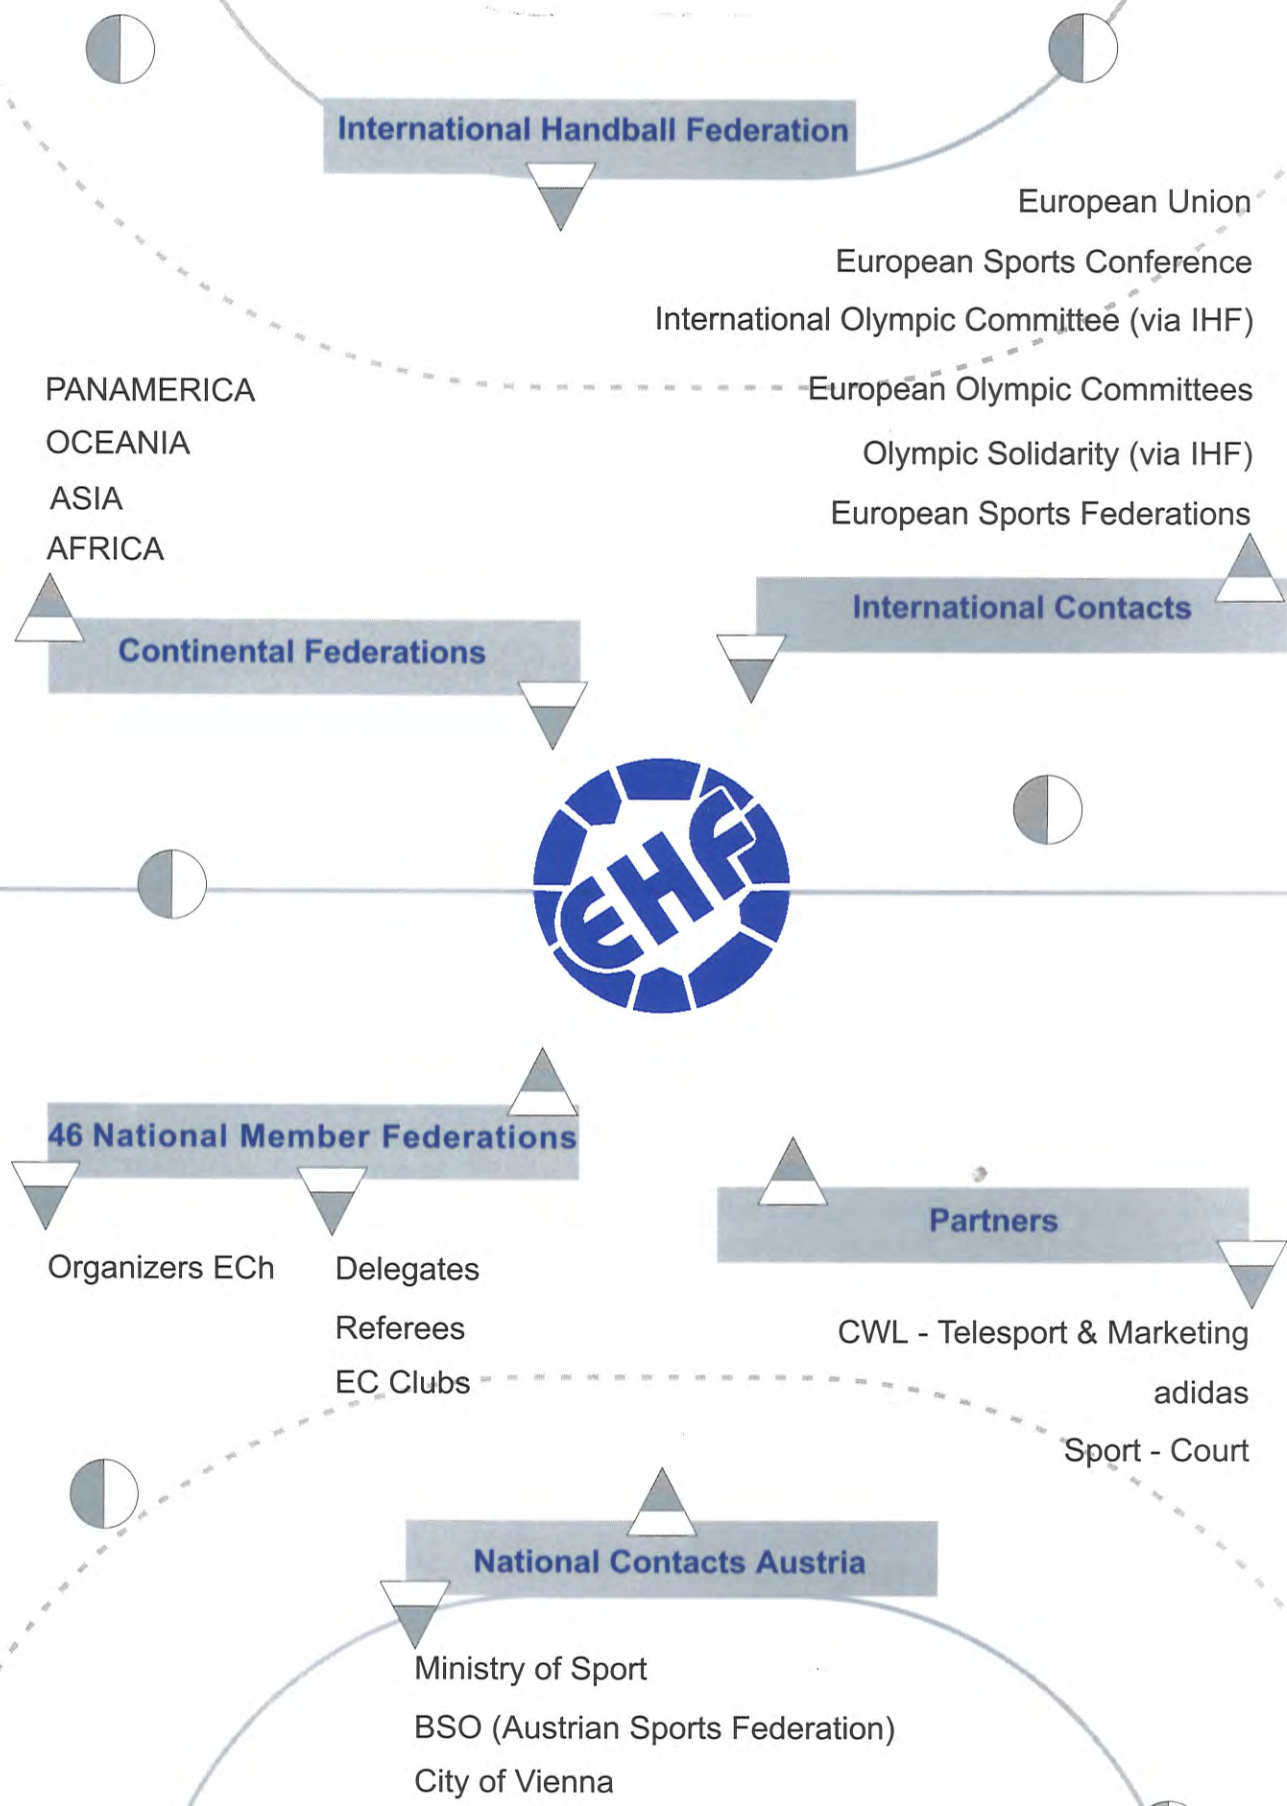 International Handball Federation
European Union
European Sports Conference
International Olympic Committee (via IHF)
European Olympic Committees
Olympic Solidarity (via IHF)
European Sports Federations
PANAMERICA
OCEANIA
ASIA
AFRICA
International Contacts
Continental Federations
EHF
46 National Member Federations
Organizers ECh
Delegates
Referees
EC Clubs
Partners
CWL - Telesport & Marketing
adidas
Sport - Court
National Contacts Austria
Ministry of Sport
BSO (Austrian Sports Federation)
City of Vienna